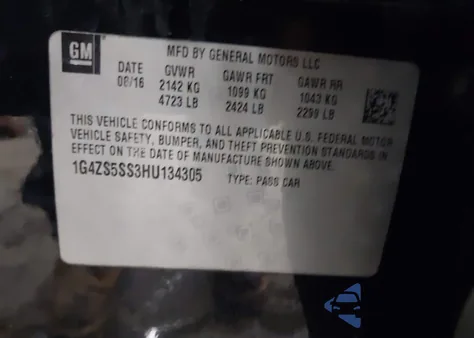 GM
MFD BY GENERAL MOTORS LLC
DATE GVWR GAWR FRT GAWR RR
08/16 2142 KG 1099 KG 1043 KG
4723 LB 2424 LB 2299 LB
THIS VEHICLE CONFORMS TO ALL APPLICABLE U.S. FEDERAL MOTOR
VEHICLE SAFETY, BUMPER, AND THEFT PREVENTION STANDARDS IN
EFFECT ON THE DATE OF MANUFACTURE SHOWN ABOVE.
1G4ZS5SS3HU134305 TYPE: PASS CAR